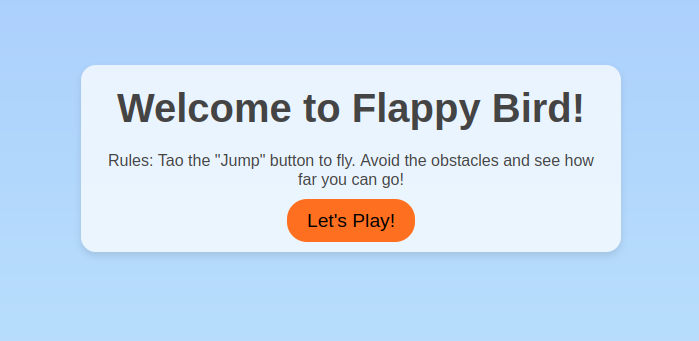 Welcome to Flappy Bird!
Rules: Tao the "Jump" button to fly. Avoid the obstacles and see how
far you can go!
Let's Play!